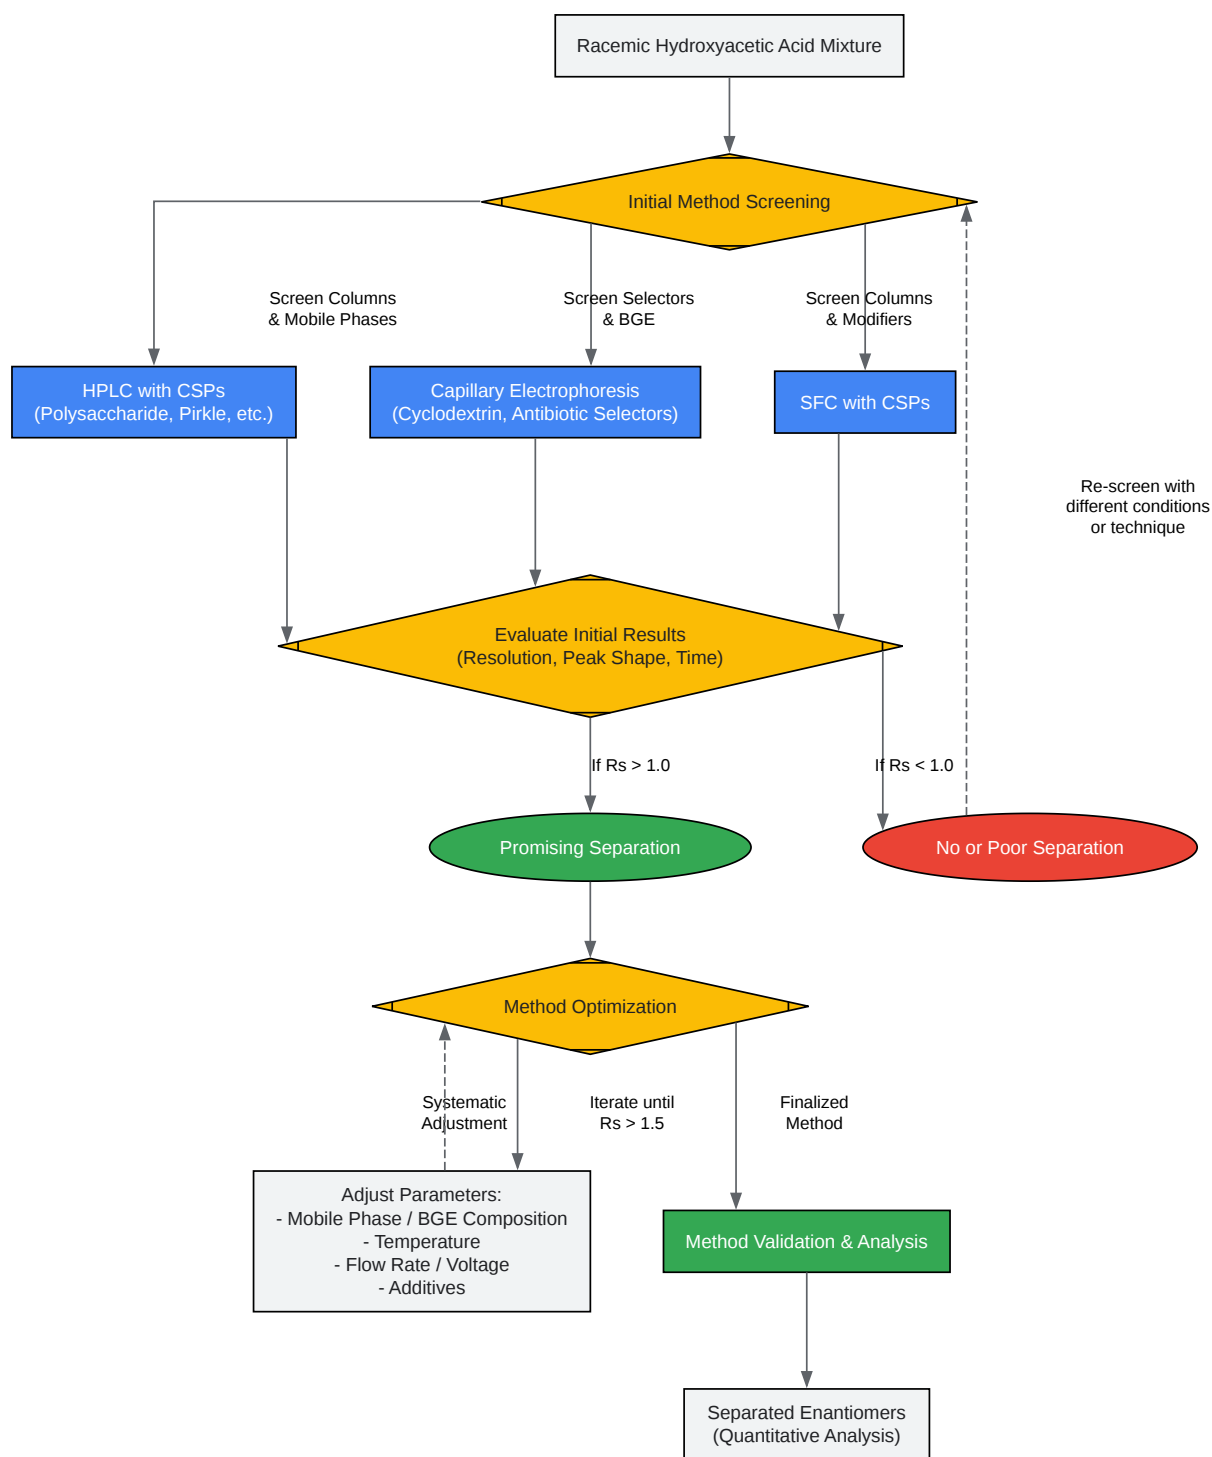 Racemic Hydroxyacetic Acid Mixture
Initial Method Screening
Screen Columns
& Mobile Phases
Screen Selectors
& BGE
Screen Columns
& Modifiers
HPLC with CSPs
(Polysaccharide, Pirkle, etc.)
Capillary Electrophoresis
(Cyclodextrin, Antibiotic Selectors)
SFC with CSPs
Re-screen with
different conditions
or technique
Evaluate Initial Results
(Resolution, Peak Shape, Time)
If Rs > 1.0
If Rs < 1.0
Promising Separation
No or Poor Separation
Method Optimization
Systematic
Adjustment
Iterate until
Rs > 1.5
Finalized
Method
Adjust Parameters:
- Mobile Phase / BGE Composition
- Temperature
- Flow Rate / Voltage
- Additives
Method Validation & Analysis
Separated Enantiomers
(Quantitative Analysis)